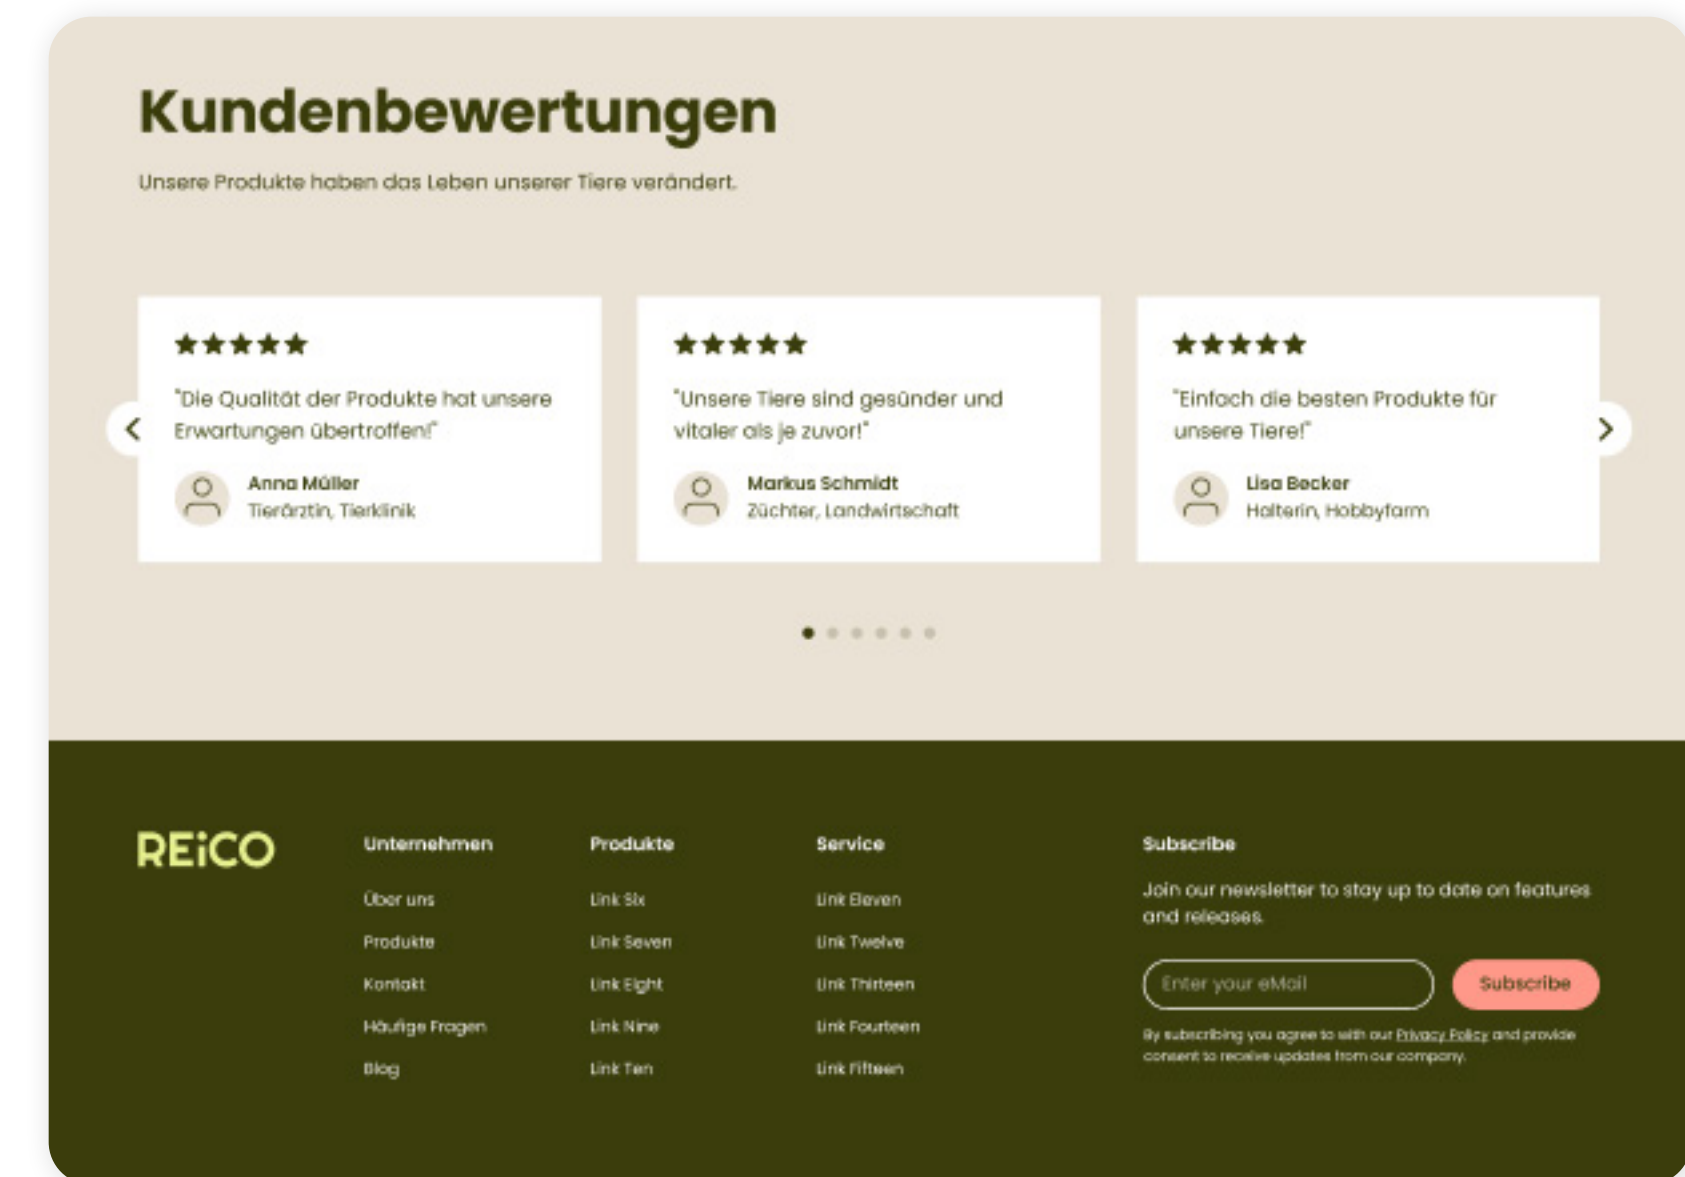 Kundenbewertungen
Unsere Produkte haben das Leben unserer Tiere verändert.
"Die Qualität der Produkte hat unsere
Erwartungen übertroffen!"
Anna Müller
Tierärztin, Tierklinik
"Unsere Tiere sind gesünder und
vitaler als je zuvor!"
Markus Schmidt
Züchter, Landwirtschaft
"Einfach die besten Produkte für
unsere Tiere!"
Lisa Becker
Halterin, Hobbyfarm
REiCO
Unternehmen
Über uns
Produkte
Kontakt
Häufige Fragen
Blog
Produkte
Link Six
Link Seven
Link Eight
Link Nine
Link Ten
Service
Link Eleven
Link Twelve
Link Thirteen
Link Fourteen
Link Fifteen
Subscribe
Join our newsletter to stay up to date on features
and releases.
Enter your eMail
Subscribe
By subscribing you agree to with our Privacy Policy and provide
consent to receive updates from our company.